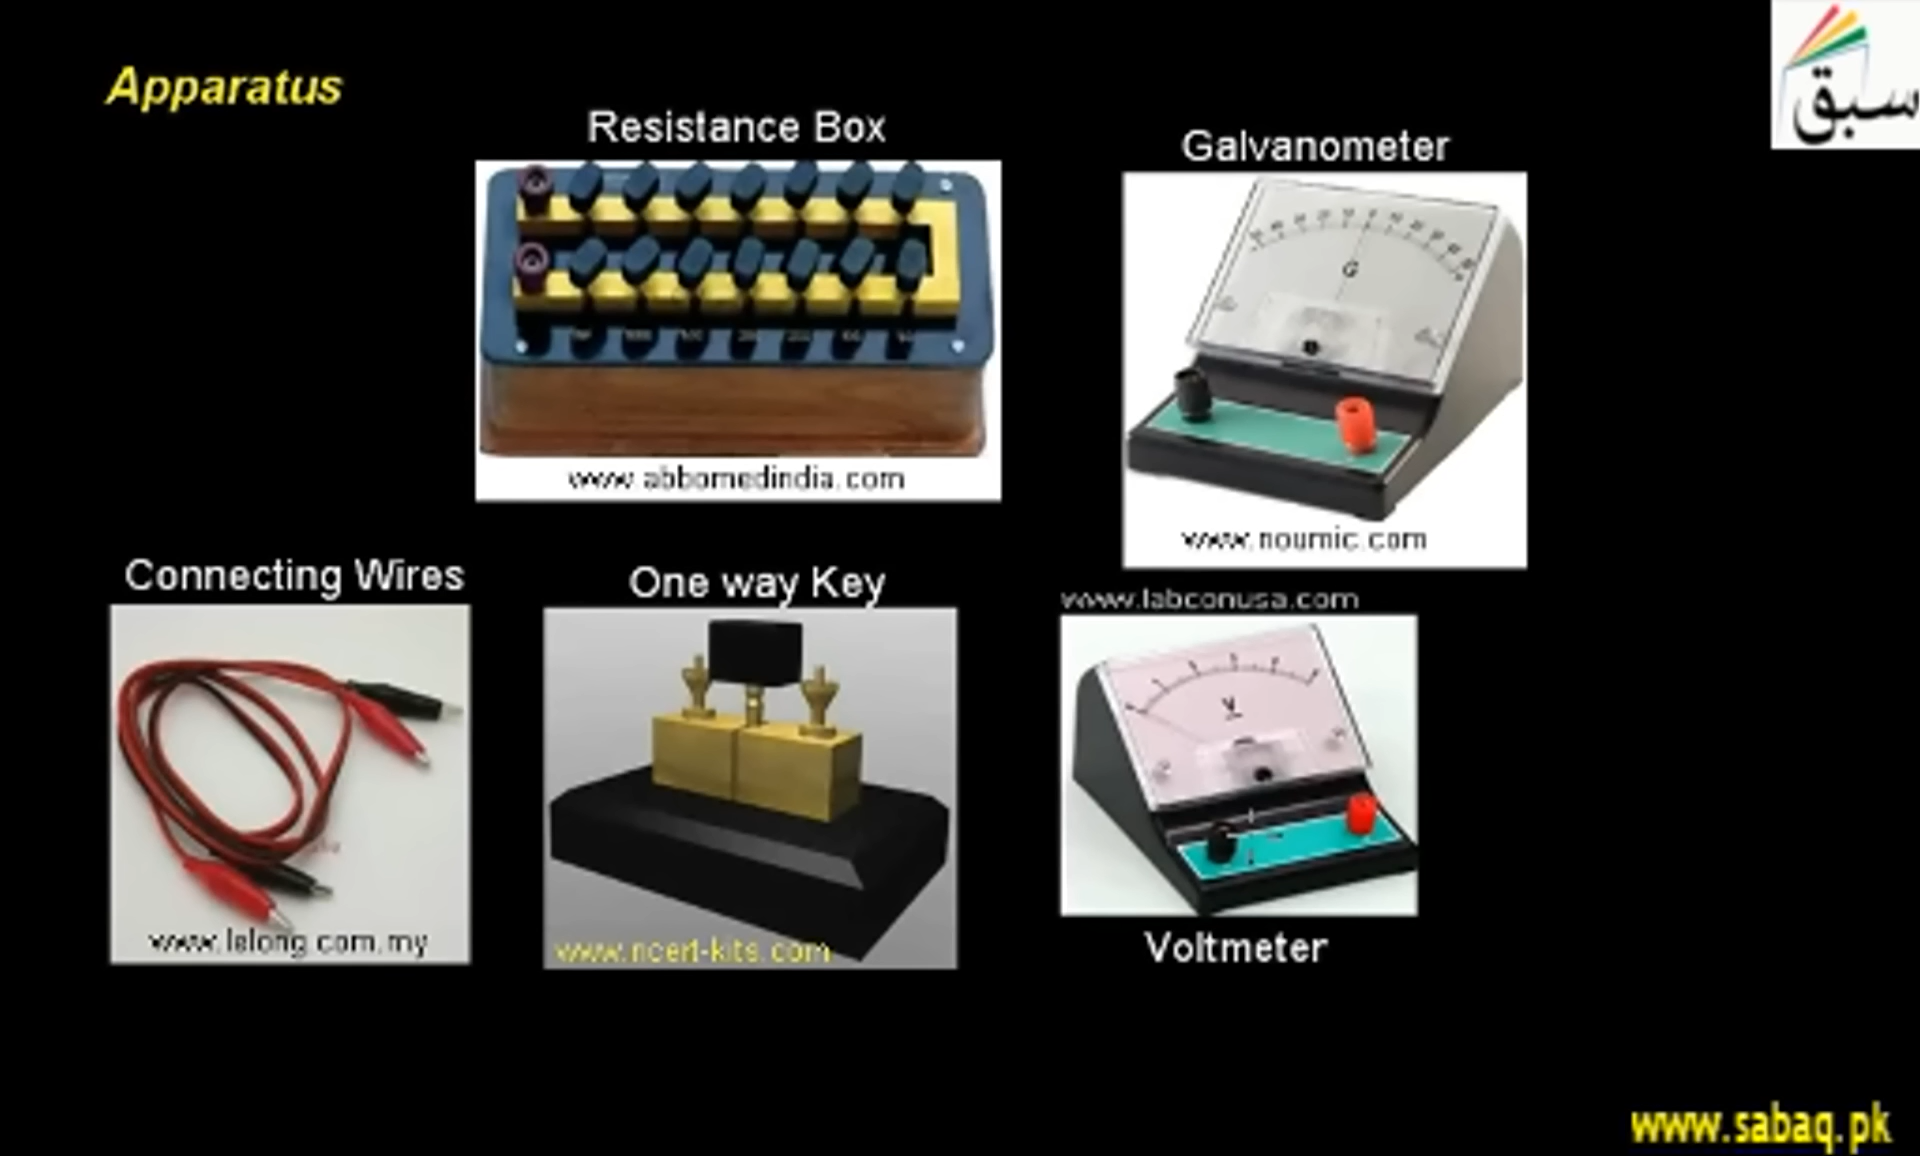 Apparatus
سبق
Resistance Box
Galvanometer
G
www.abbomedindia.com
www.noumic.com
Connecting Wires
One way Key
www.labconusa.com
V
www.lelong.com.my
www.ncert-kits.com
Voltmeter
www.sabaq.pk